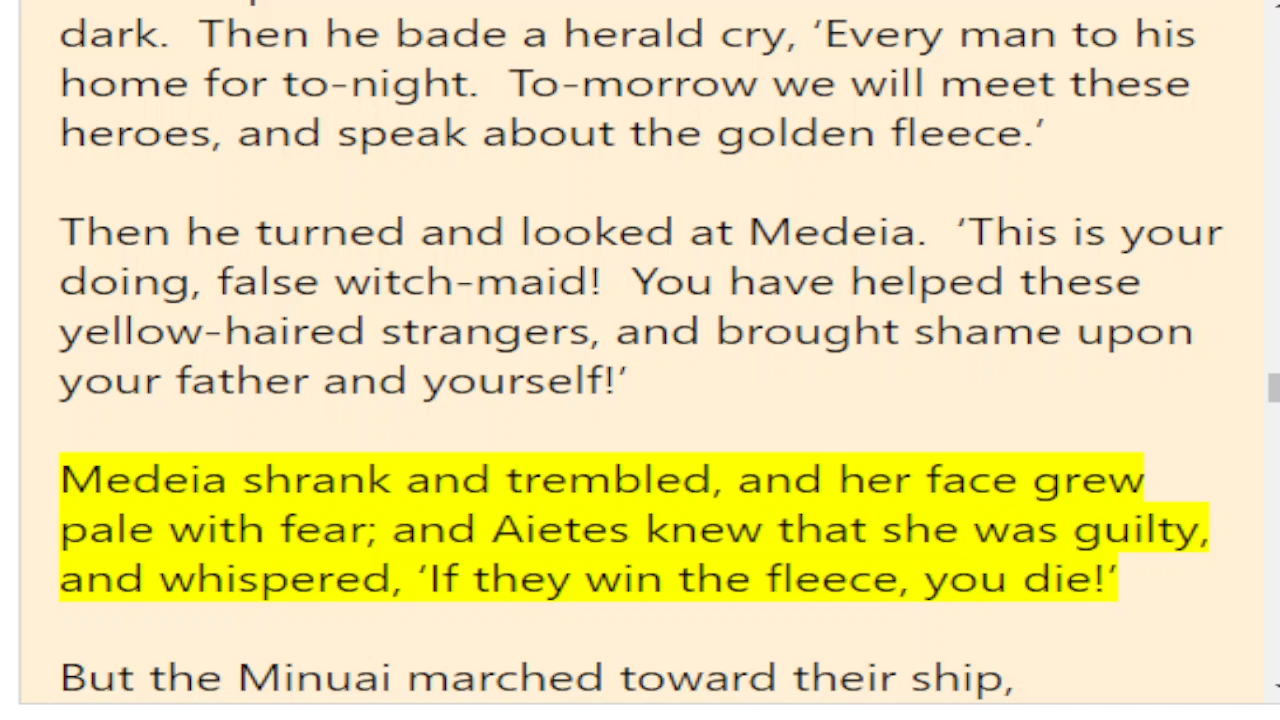 dark.  Then he bade a herald cry, ‘Every man to his
home for to-night.  To-morrow we will meet these
heroes, and speak about the golden fleece.’
Then he turned and looked at Medeia.  ‘This is your
doing, false witch-maid!  You have helped these
yellow-haired strangers, and brought shame upon
your father and yourself!’
Medeia shrank and trembled, and her face grew
pale with fear; and Aietes knew that she was guilty,
and whispered, ‘If they win the fleece, you die!’
But the Minuai marched toward their ship,